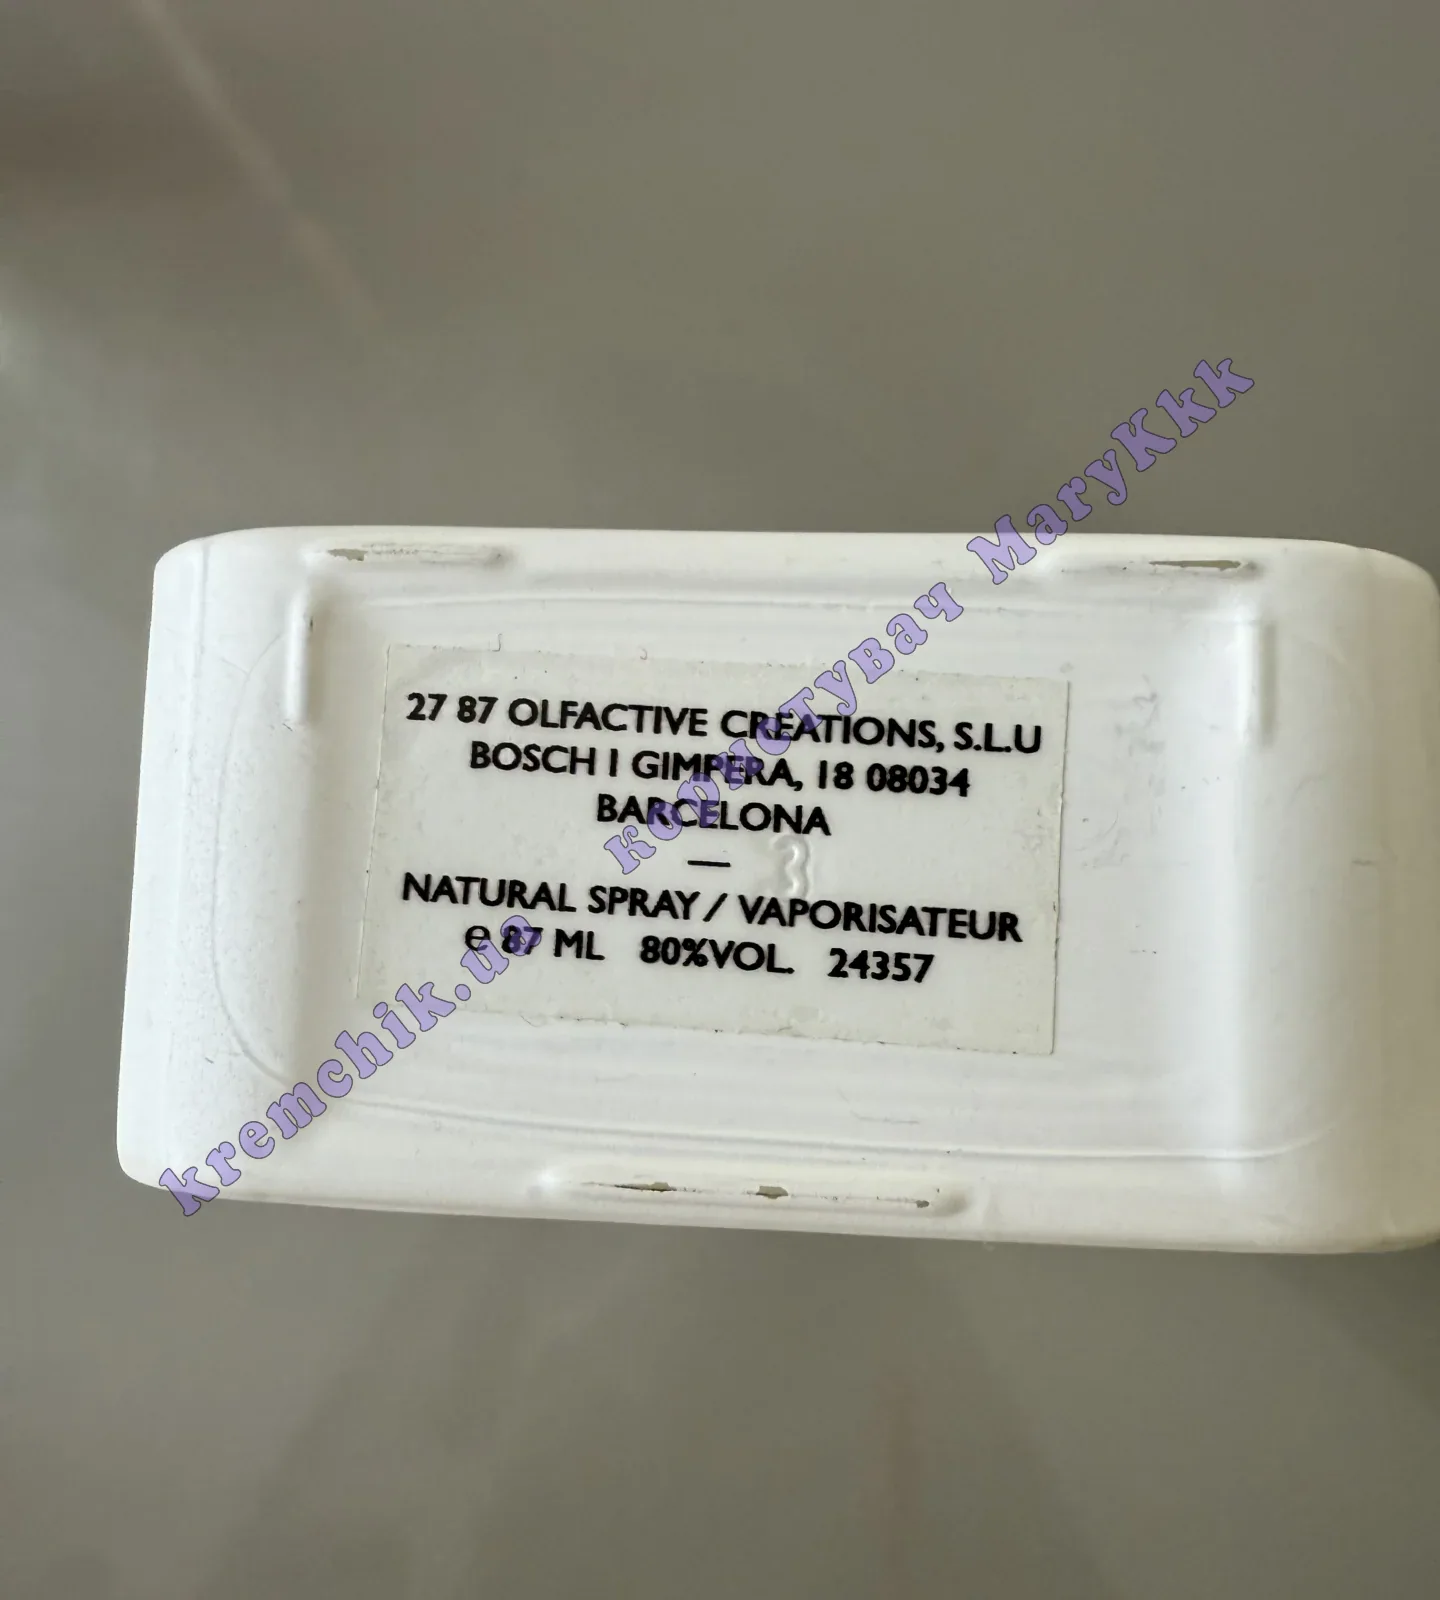 27 87 OLFACTIVE CREATIONS, S.L.U
BOSCH I GIMPERA, 18 08034
BARCELONA
—
NATURAL SPRAY / VAPORISATEUR
℮ 87 ML 80%VOL. 24357
3
kremchik.ua користувач MaryKkk